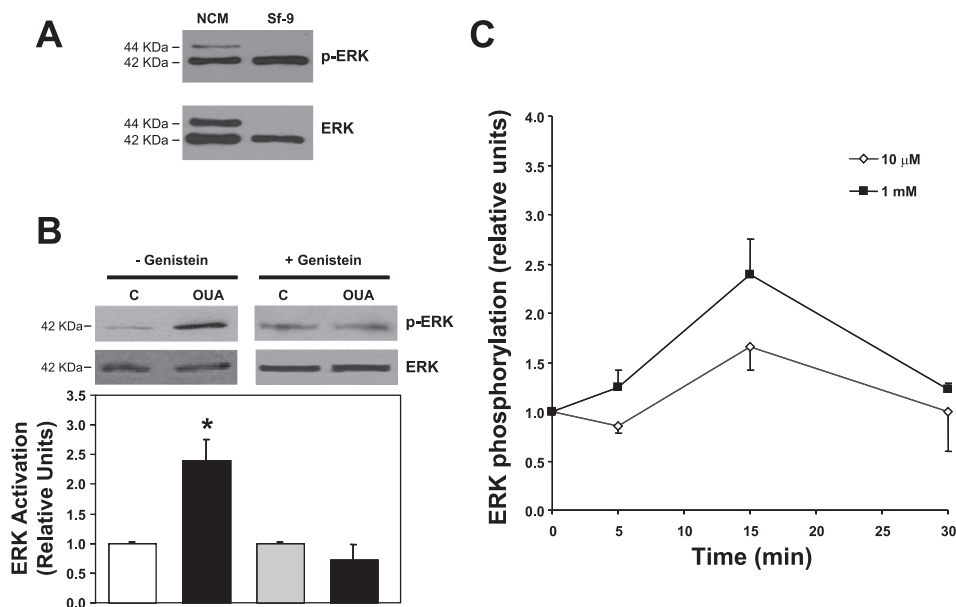 A
NCM Sf-9
44 KDa –
42 KDa –
p-ERK
44 KDa –
42 KDa –
ERK
B
- Genistein + Genistein
C OUA C OUA
42 KDa–
p-ERK
42 KDa–
ERK
ERK Activation
(Relative Units)
3.5
3.0
2.5
2.0
1.5
1.0
0.5
0.0
*
C
ERK phosphorylation (relative units)
4.0
3.5
3.0
2.5
2.0
1.5
1.0
0.5
0.0
10 μM
1 mM
0 5 10 15 20 25 30
Time (min)